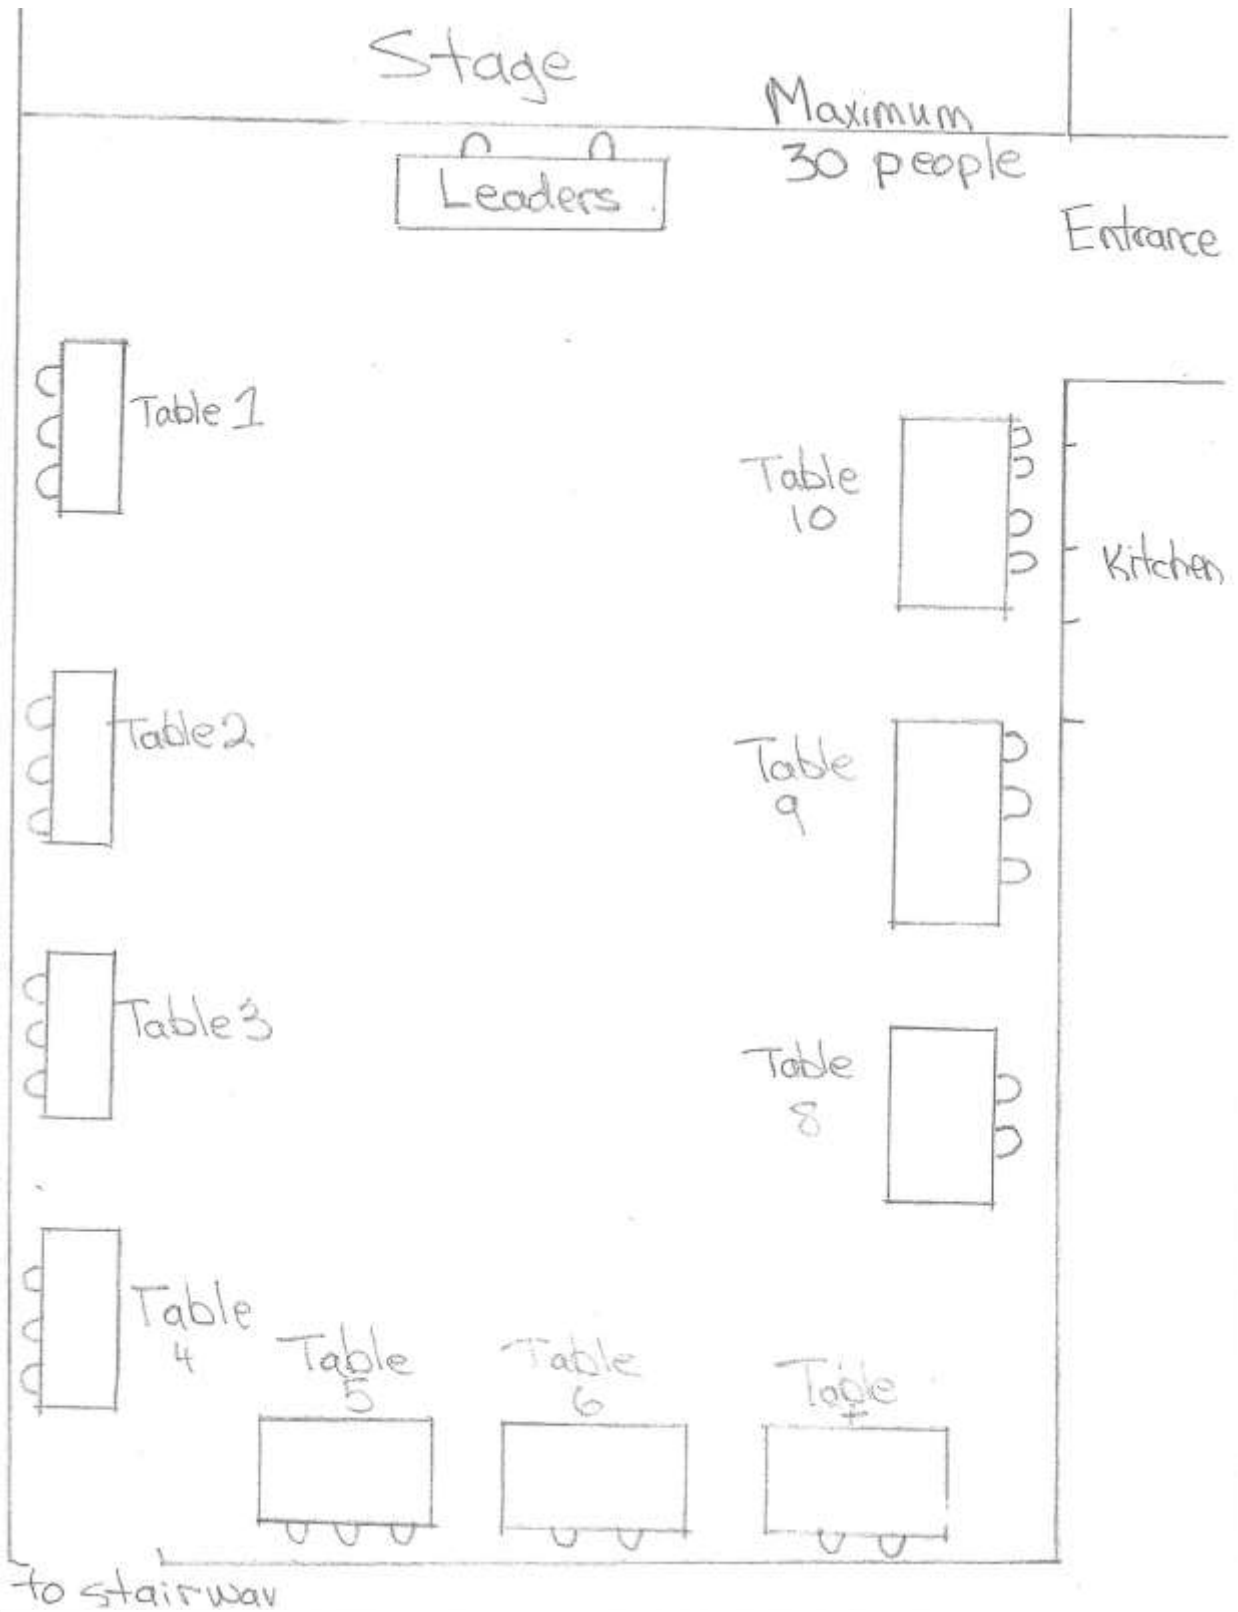 Stage
Maximum
30 people
Leaders
Entrance
Table 1
Table
10
Kitchen
Table 2
Table
9
Table 3
Table
8
Table
4
Table
5
Table
6
Table
7
to stairway